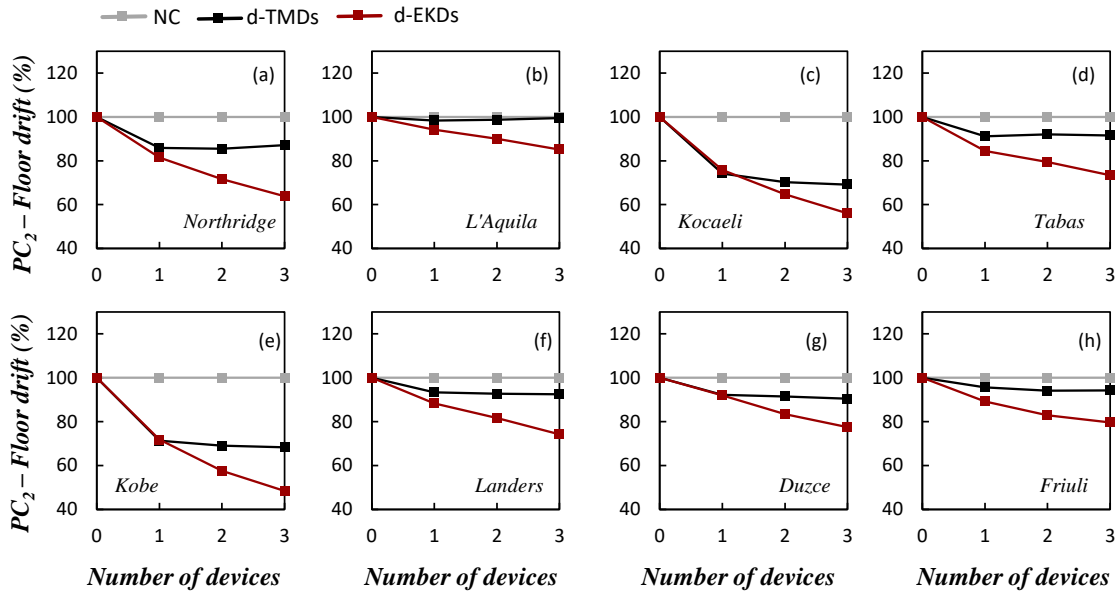 NC d-TMDs d-EKDs
PC2 – Floor drift (%)
120
100
80
60
40
(a)
Northridge
0 1 2 3
120
100
80
60
40
(b)
L'Aquila
0 1 2 3
120
100
80
60
40
(c)
Kocaeli
0 1 2 3
120
100
80
60
40
(d)
Tabas
0 1 2 3
PC2 – Floor drift (%)
120
100
80
60
40
(e)
Kobe
0 1 2 3
Number of devices
120
100
80
60
40
(f)
Landers
0 1 2 3
Number of devices
120
100
80
60
40
(g)
Duzce
0 1 2 3
Number of devices
120
100
80
60
40
(h)
Friuli
0 1 2 3
Number of devices